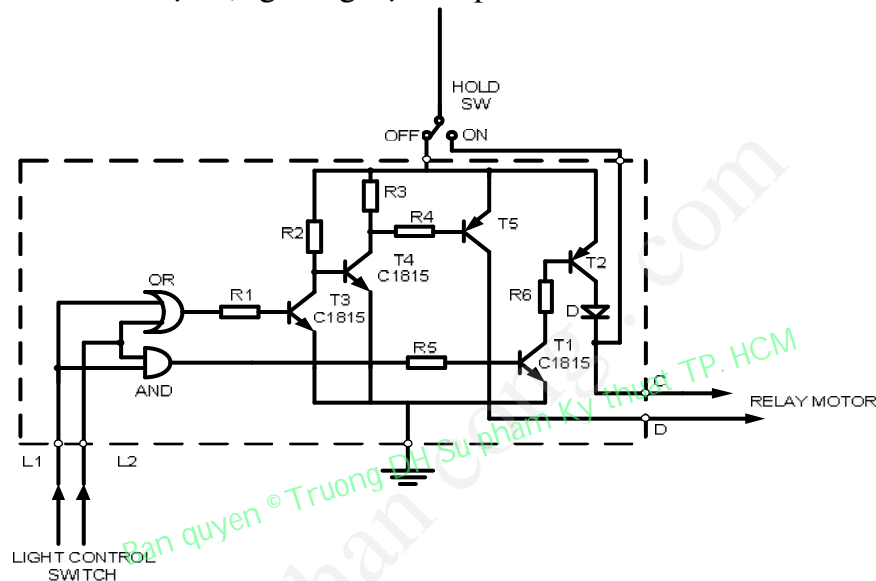 HOLD
SW
OFF
ON
R3
R4
R2
T5
T4
C1815
T2
OR
R1
T3
C1815
R6
D
R5
T1
C1815
AND
C
RELAY MOTOR
D
L1
L2
LIGHT CONTROL
SWITCH
Ban quyen © Truong DH Su pham Ky thuat TP. HCM